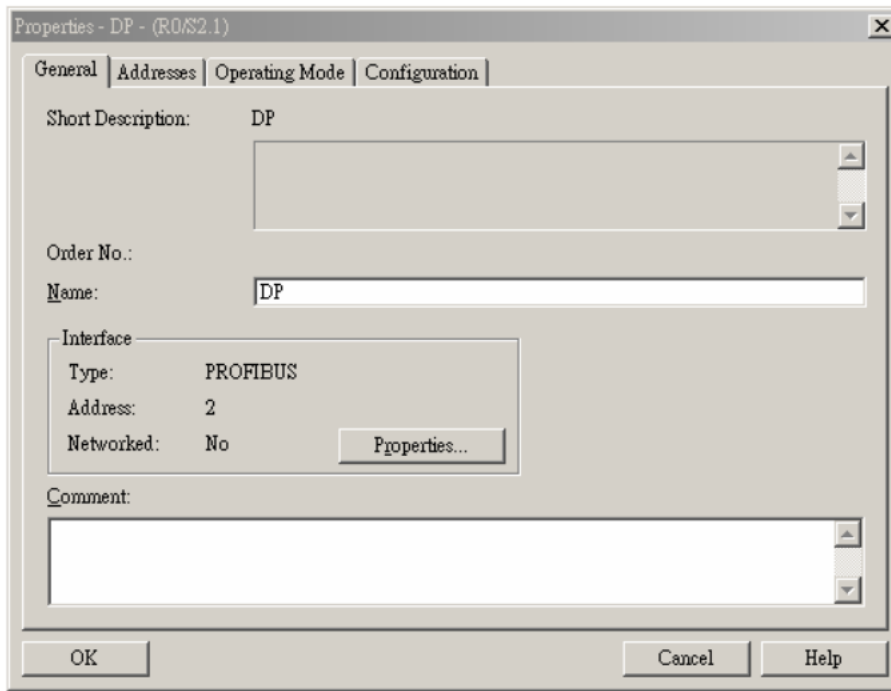 Properties - DP - (R0/S2.1)
General Addresses Operating Mode Configuration
Short Description: DP
Order No.:
Name: DP
Interface
Type: PROFIBUS
Address: 2
Networked: No Properties...
Comment:
OK Cancel Help